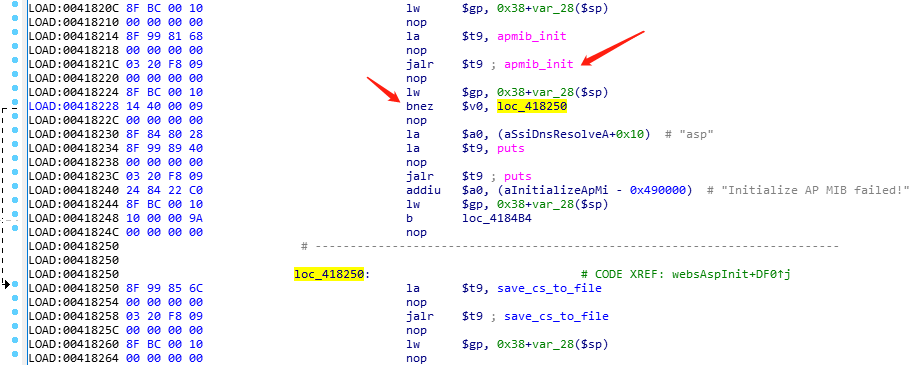 LOAD:0041820C 8F BC 00 10 lw $gp, 0x38+var_28($sp)
LOAD:00418210 00 00 00 00 nop
LOAD:00418214 8F 99 81 68 la $t9, apmib_init
LOAD:00418218 00 00 00 00 nop
LOAD:0041821C 03 20 F8 09 jalr $t9 ; apmib_init
LOAD:00418220 00 00 00 00 nop
LOAD:00418224 8F BC 00 10 lw $gp, 0x38+var_28($sp)
LOAD:00418228 14 40 00 09 bnez $v0, loc_418250
LOAD:0041822C 00 00 00 00 nop
LOAD:00418230 8F 84 80 28 la $a0, (aSsiDnsResolveA+0x10) # "asp"
LOAD:00418234 8F 99 89 40 la $t9, puts
LOAD:00418238 00 00 00 00 nop
LOAD:0041823C 03 20 F8 09 jalr $t9 ; puts
LOAD:00418240 24 84 22 C0 addiu $a0, (aInitializeApMi - 0x490000) # "Initialize AP MIB failed!"
LOAD:00418244 8F BC 00 10 lw $gp, 0x38+var_28($sp)
LOAD:00418248 10 00 00 9A b loc_4184B4
LOAD:0041824C 00 00 00 00 nop
LOAD:00418250 # ---------------------------------------------------------------------------
LOAD:00418250
LOAD:00418250 loc_418250: # CODE XREF: websAspInit+DF0↑j
LOAD:00418250 8F 99 85 6C la $t9, save_cs_to_file
LOAD:00418254 00 00 00 00 nop
LOAD:00418258 03 20 F8 09 jalr $t9 ; save_cs_to_file
LOAD:0041825C 00 00 00 00 nop
LOAD:00418260 8F BC 00 10 lw $gp, 0x38+var_28($sp)
LOAD:00418264 00 00 00 00 nop